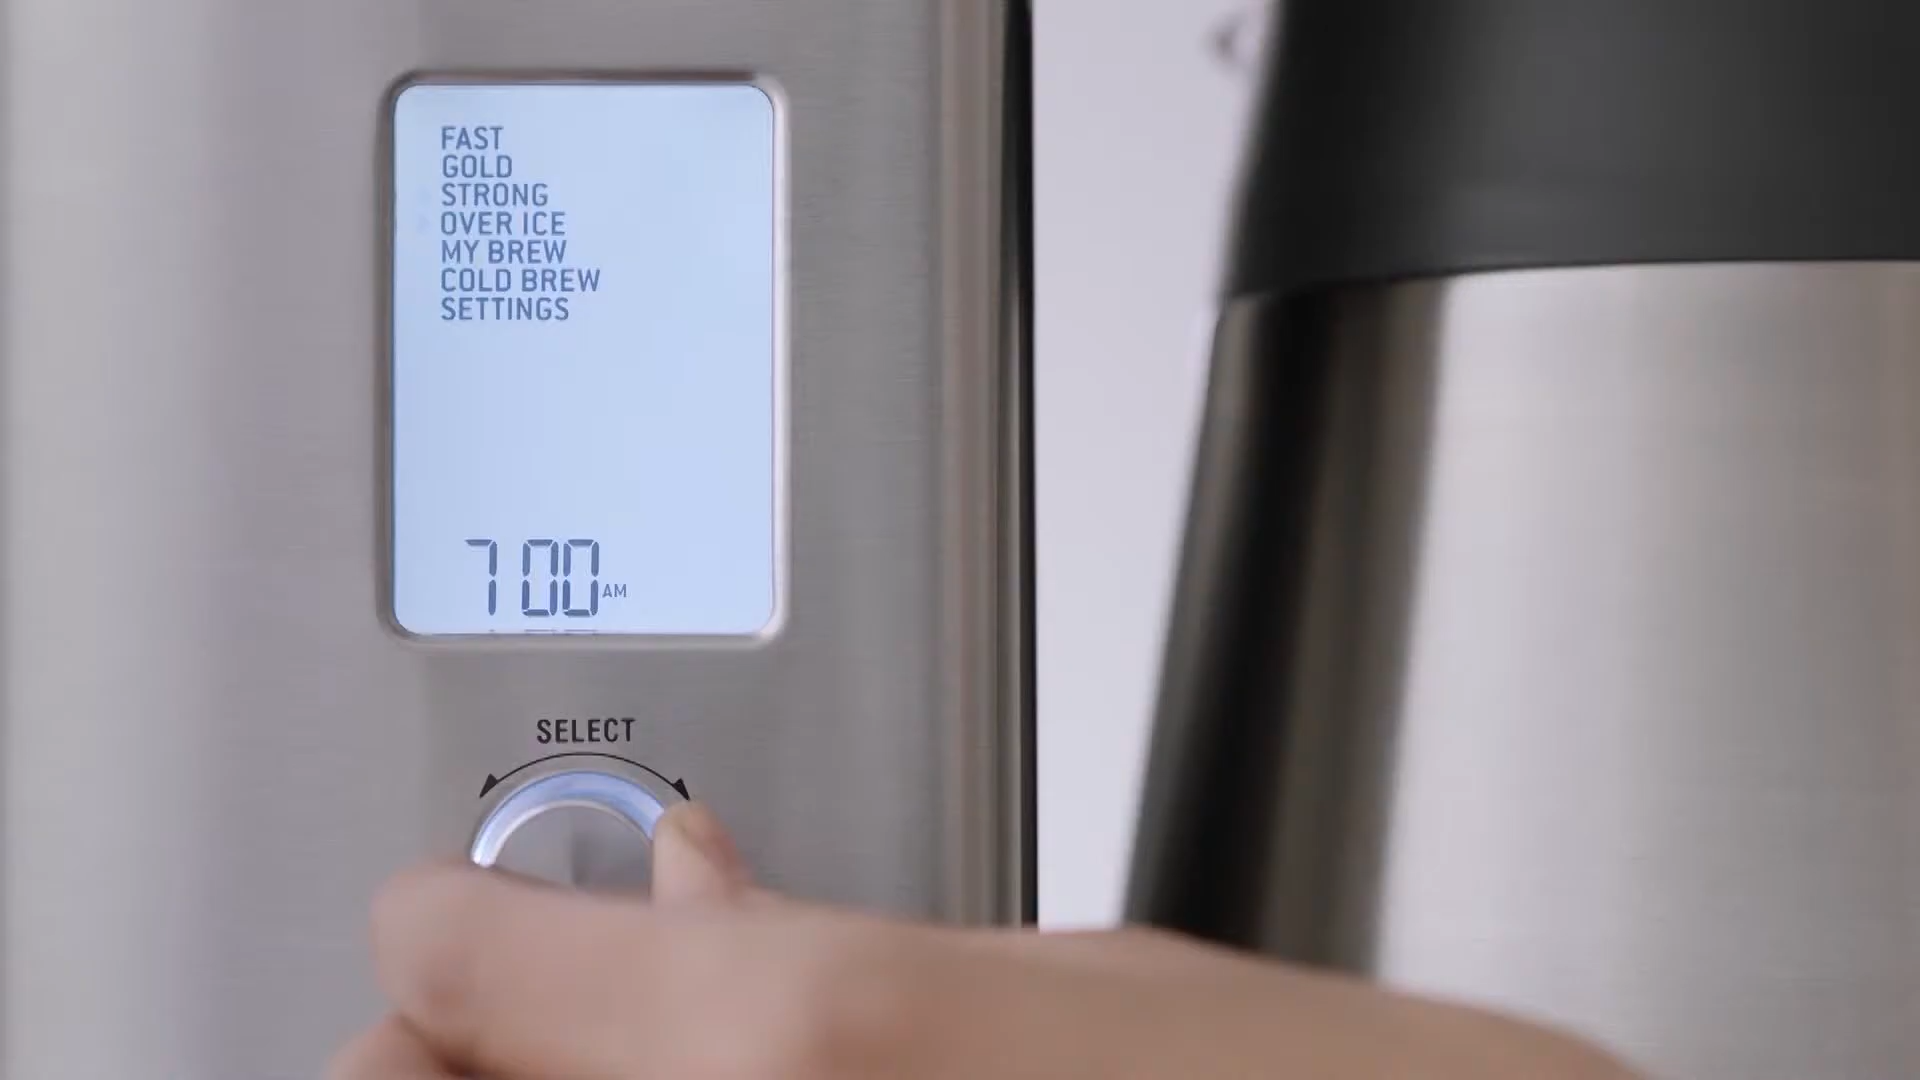 FAST
GOLD
STRONG
OVER ICE
MY BREW
COLD BREW
SETTINGS
7 00 AM
SELECT